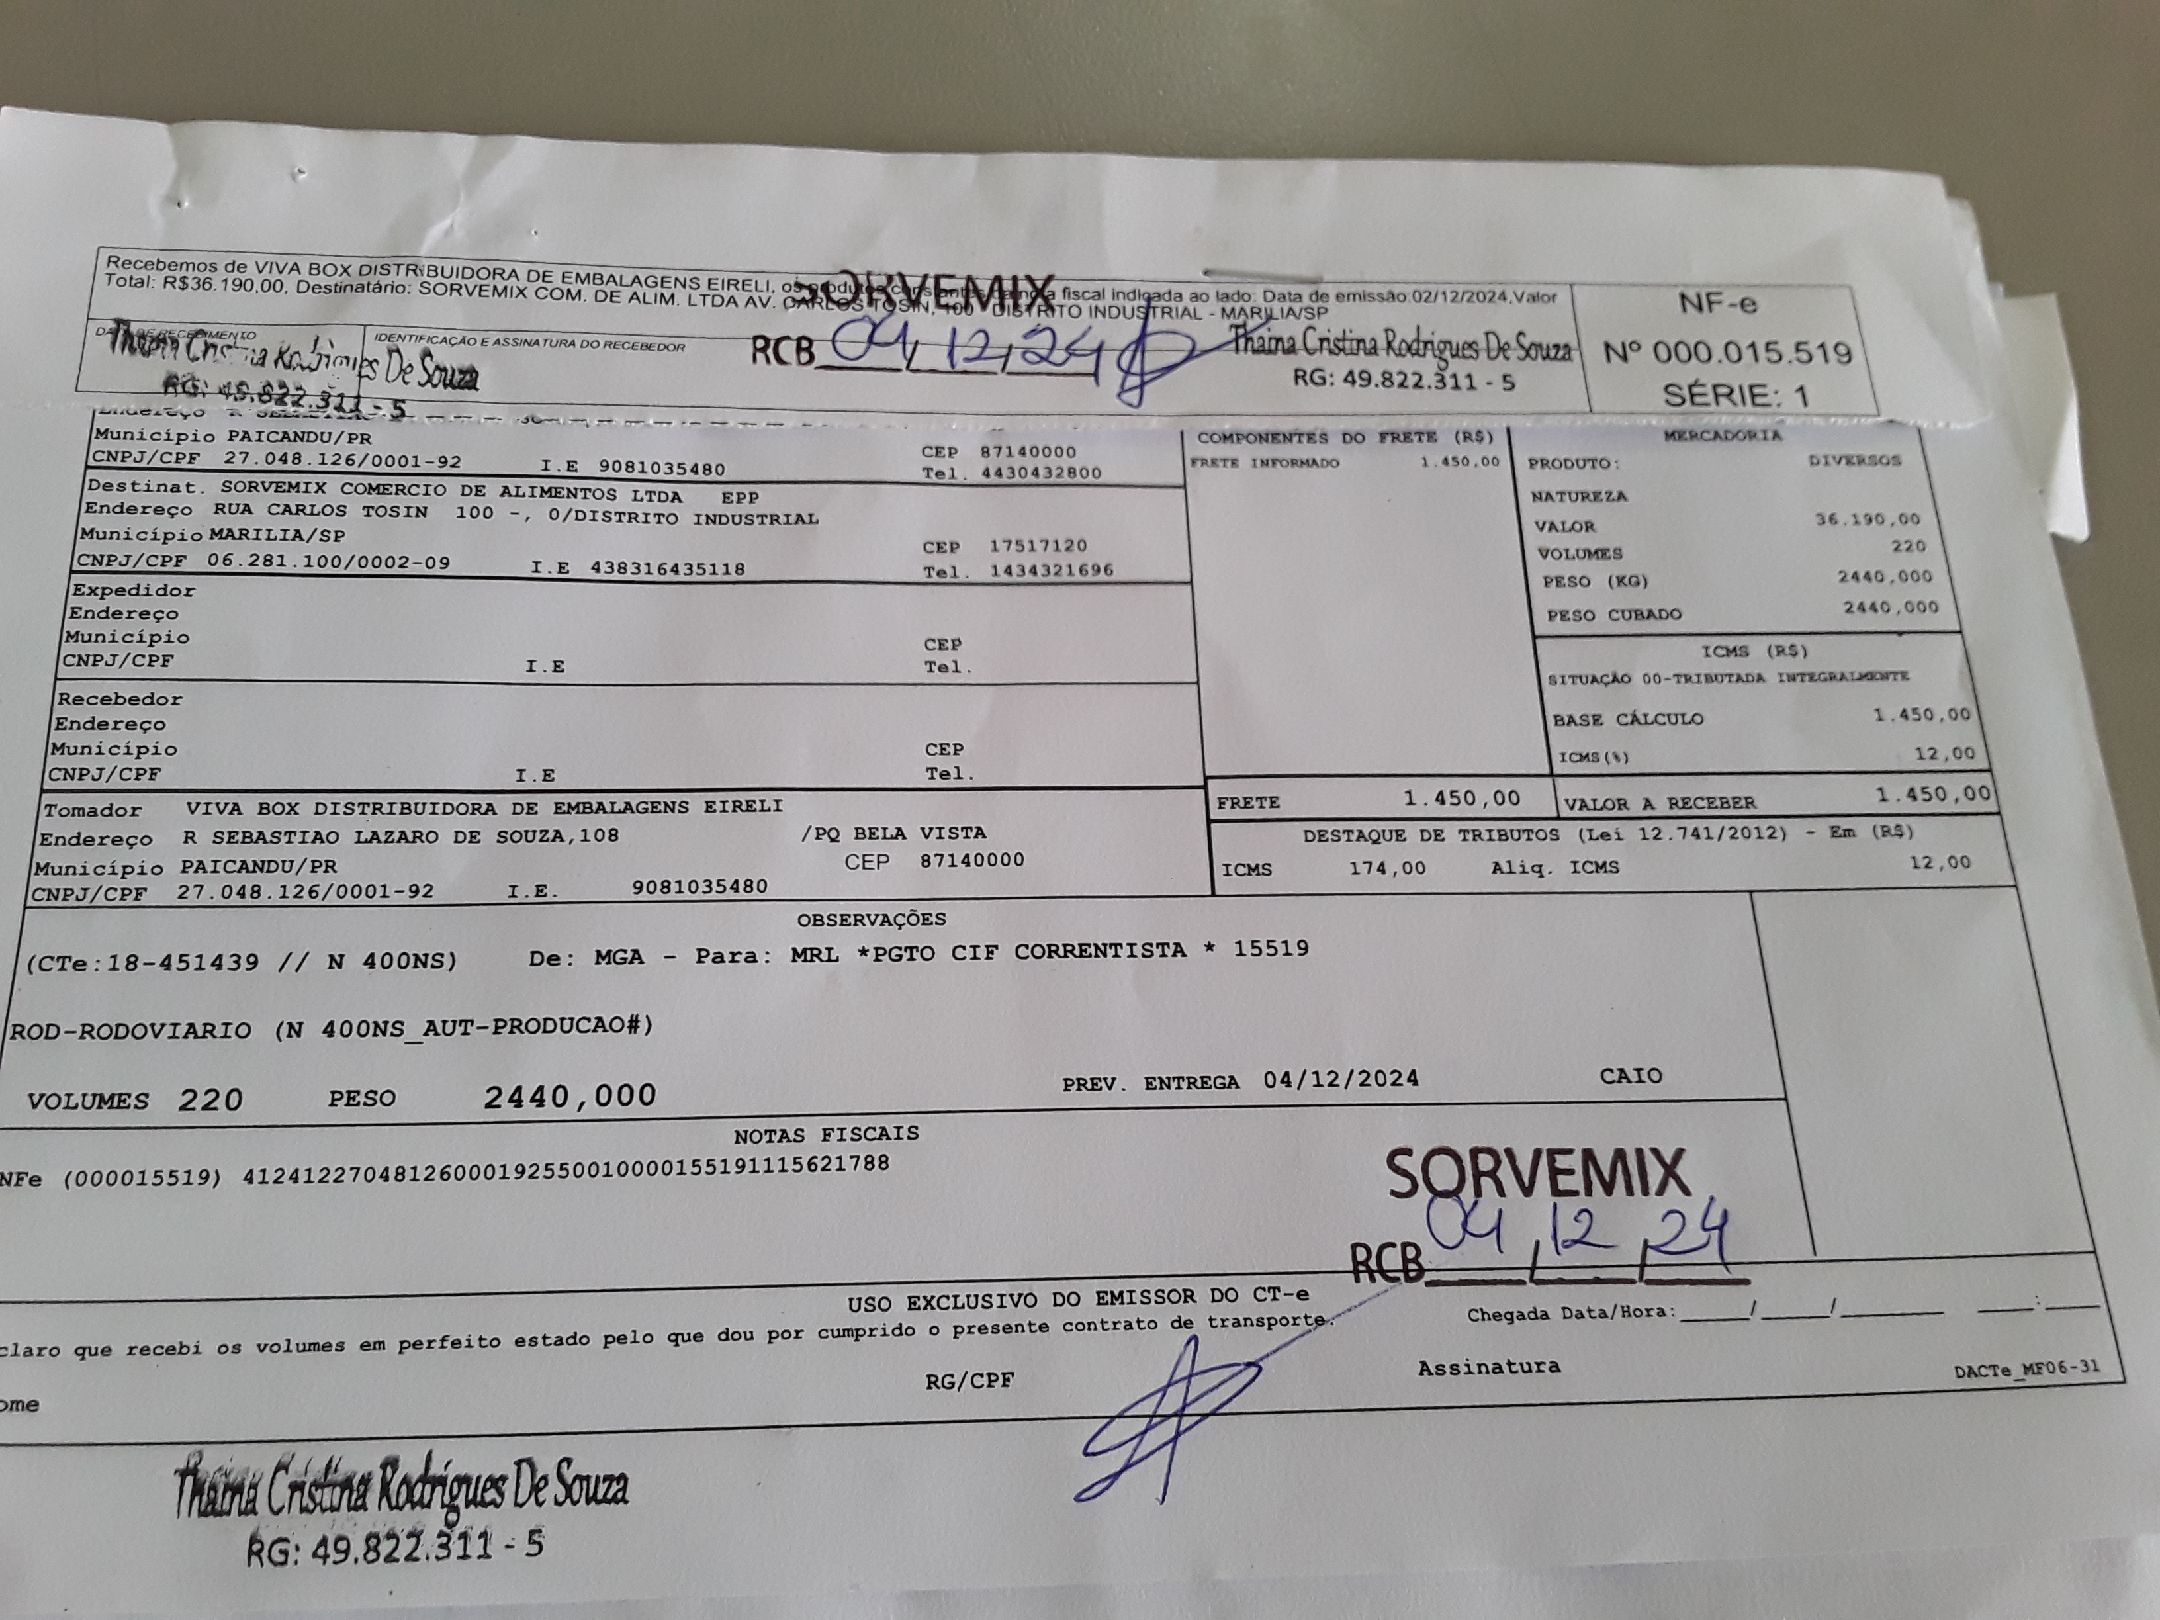 Recebemos de VIVA BOX DISTRIBUIDORA DE EMBALAGENS EIRELI, os produtos constantes da nota fiscal indicada ao lado. Data de emissão.02/12/2024,Valor
Total: R$36.190,00, Destinatário: SORVEMIX COM. DE ALIM. LTDA AV. CARLOS TOSIN, 100 - DISTRITO INDUSTRIAL - MARILIA/SP
SORVEMIX
NF-e
Nº 000.015.519
SÉRIE: 1
DATA DE RECEBIMENTO
IDENTIFICAÇÃO E ASSINATURA DO RECEBEDOR
RCB 04, 12, 24
Thaina Cristina Rodrigues De Souza
RG: 49.822.311 - 5
Thaina Cristina Rodrigues De Souza
RG: 49.822.311 - 5
Endereço
Município PAICANDU/PR CEP 87140000
CNPJ/CPF 27.048.126/0001-92 I.E 9081035480 Tel. 4430432800
Destinat. SORVEMIX COMERCIO DE ALIMENTOS LTDA EPP
Endereço RUA CARLOS TOSIN 100 -, 0/DISTRITO INDUSTRIAL
Município MARILIA/SP CEP 17517120
CNPJ/CPF 06.281.100/0002-09 I.E 438316435118 Tel. 1434321696
Expedidor
Endereço
Município CEP
CNPJ/CPF I.E Tel.
Recebedor
Endereço
Município CEP
CNPJ/CPF I.E Tel.
Tomador VIVA BOX DISTRIBUIDORA DE EMBALAGENS EIRELI
Endereço R SEBASTIAO LAZARO DE SOUZA,108 /PQ BELA VISTA
Município PAICANDU/PR CEP 87140000
CNPJ/CPF 27.048.126/0001-92 I.E. 9081035480
COMPONENTES DO FRETE (R$)
FRETE INFORMADO 1.450,00
MERCADORIA
PRODUTO: DIVERSOS
NATUREZA
VALOR 36.190,00
VOLUMES 220
PESO (KG) 2440,000
PESO CUBADO 2440,000
ICMS (R$)
SITUAÇÃO 00-TRIBUTADA INTEGRALMENTE
BASE CÁLCULO 1.450,00
ICMS(%) 12,00
FRETE 1.450,00 VALOR A RECEBER 1.450,00
DESTAQUE DE TRIBUTOS (Lei 12.741/2012) - Em (R$)
ICMS 174,00 Aliq. ICMS 12,00
OBSERVAÇÕES
(CTe:18-451439 // N 400NS) De: MGA - Para: MRL *PGTO CIF CORRENTISTA * 15519
ROD-RODOVIARIO (N 400NS_AUT-PRODUCAO#)
VOLUMES 220 PESO 2440,000 PREV. ENTREGA 04/12/2024 CAIO
NOTAS FISCAIS
NFe (000015519) 41241227048126000192550010000155191115621788
SORVEMIX
RCB 04, 12, 24
USO EXCLUSIVO DO EMISSOR DO CT-e
claro que recebi os volumes em perfeito estado pelo que dou por cumprido o presente contrato de transporte.
Chegada Data/Hora:_____/_____/_______ ____:____
ome RG/CPF Assinatura
DACTe_MF06-31
Thaina Cristina Rodrigues De Souza
RG: 49.822.311 - 5